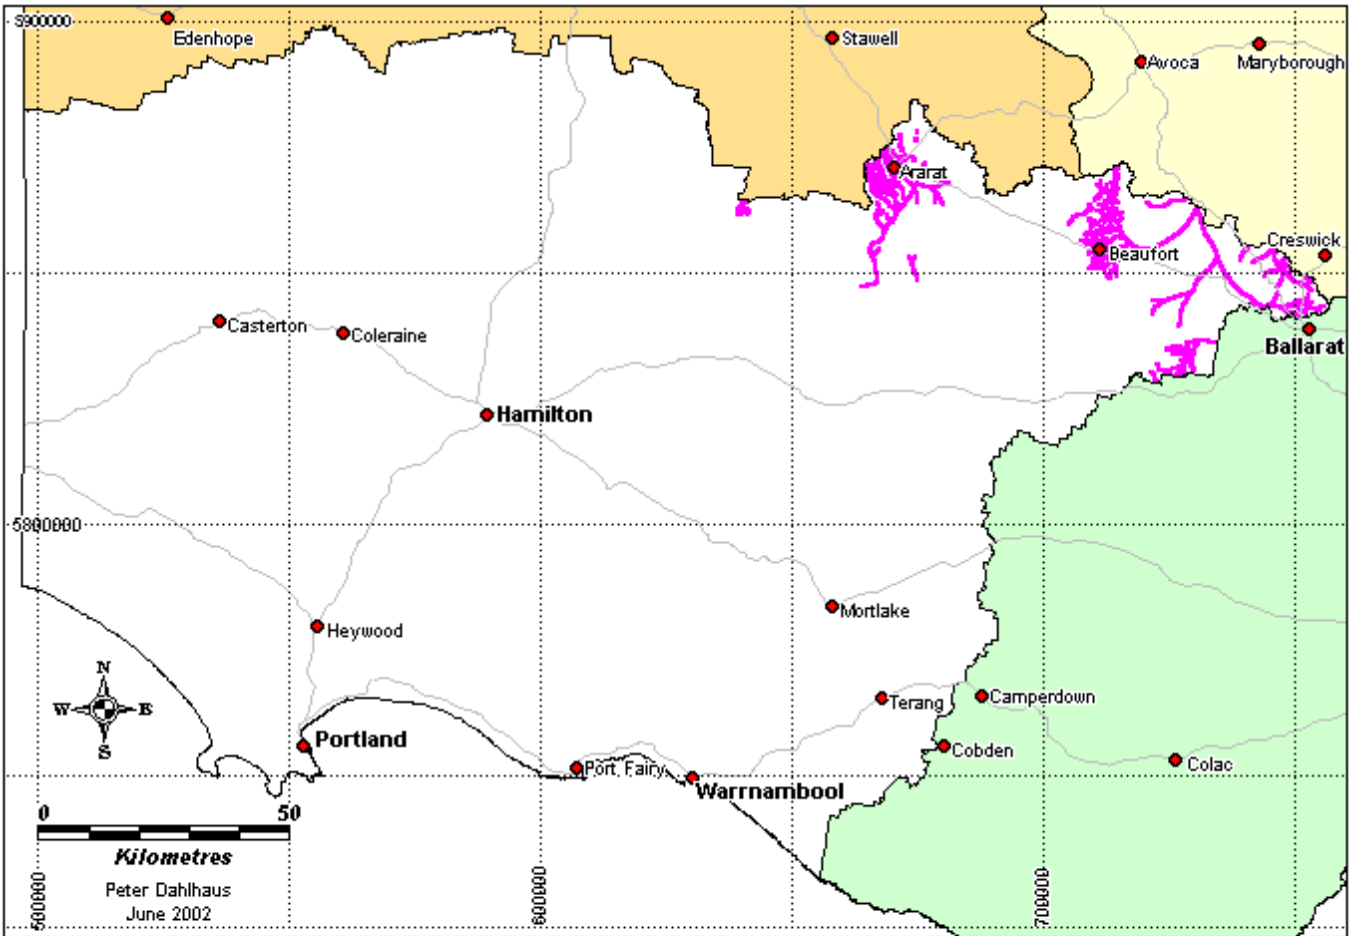 5900000
Edenhope
Stawell
Avoca
Maryborough
Ararat
Creswick
Beaufort
Casterton
Coleraine
Ballarat
Hamilton
5800000
Mortlake
Heywood
N
W E
S
Terang
Camperdown
Portland
Cobden
Port Fairy
Colac
Warrnambool
0 50
Kilometres
Peter Dahlhaus
June 2002
500000
600000
700000